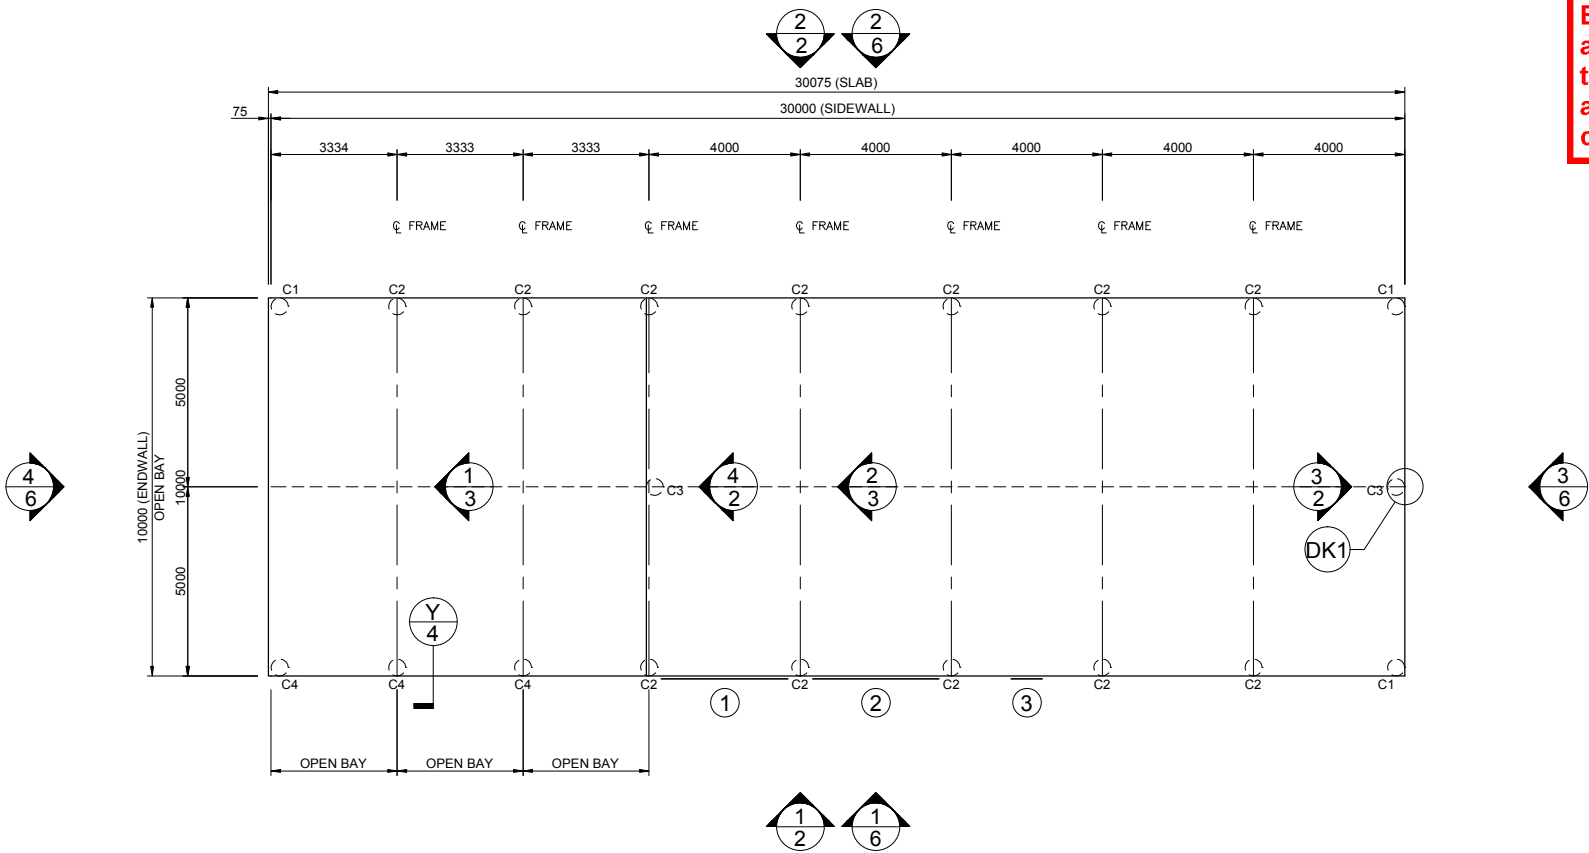 2 2
2 6
30075 (SLAB)
75 30000 (SIDEWALL)
3334 3333 3333 4000 4000 4000 4000 4000
℄ FRAME ℄ FRAME ℄ FRAME ℄ FRAME ℄ FRAME ℄ FRAME ℄ FRAME
C1 C2 C2 C2 C2 C2 C2 C2 C1
5000
10000 (ENDWALL)
OPEN BAY
10000
5000
4 1 4 2 3 3
6 3 2 3 2 6
C3 C3
DK1
Y
4
C4 C4 C4 C2 C2 C2 C2 C2 C1
1 2 3
OPEN BAY OPEN BAY OPEN BAY
1 1
2 6